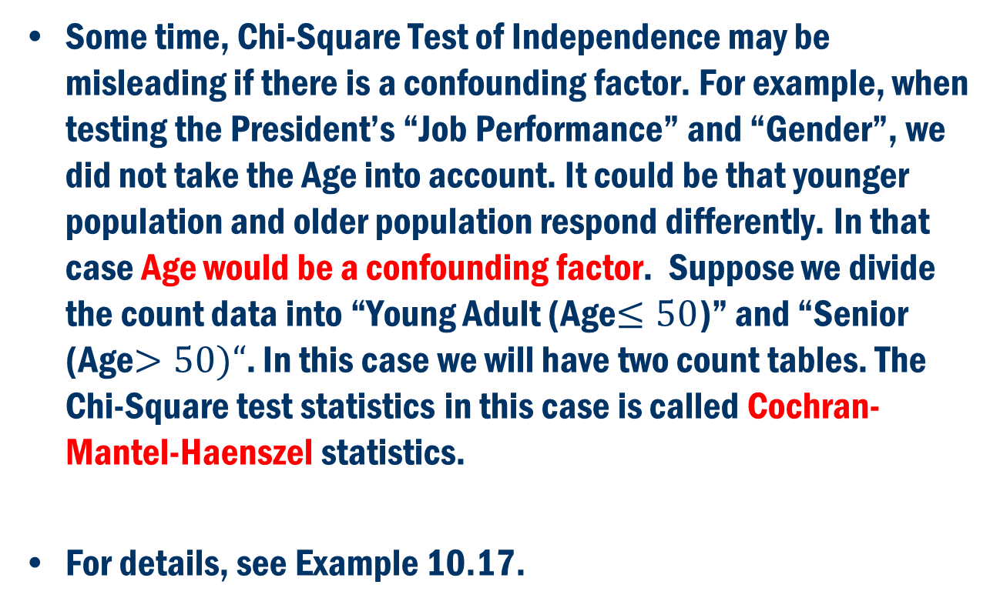 • Some time, Chi-Square Test of Independence may be
misleading if there is a confounding factor. For example, when
testing the President’s “Job Performance” and “Gender”, we
did not take the Age into account. It could be that younger
population and older population respond differently. In that
case Age would be a confounding factor.  Suppose we divide
the count data into “Young Adult (Age≤ 50)” and “Senior
(Age> 50)“. In this case we will have two count tables. The
Chi-Square test statistics in this case is called Cochran-
Mantel-Haenszel statistics.
• For details, see Example 10.17.